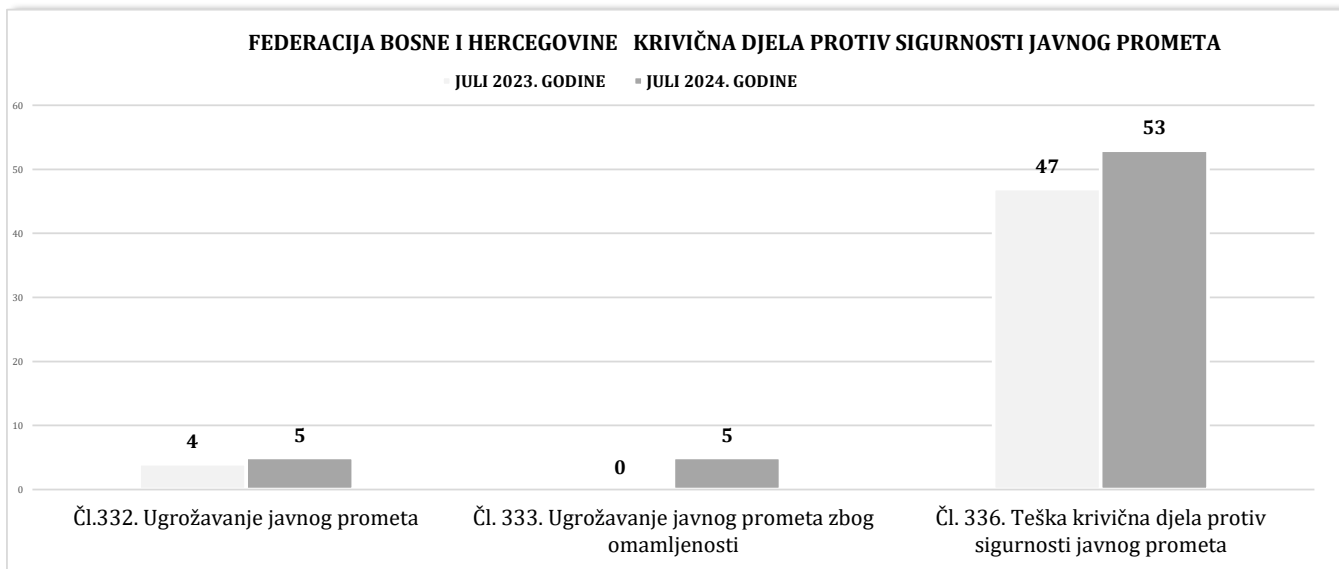 FEDERACIJA BOSNE I HERCEGOVINE KRIVIČNA DJELA PROTIV SIGURNOSTI JAVNOG PROMETA
JULI 2023. GODINE JULI 2024. GODINE
60
50
40
30
20
10
0
4
5
0
5
47
53
Čl.332. Ugrožavanje javnog prometa
Čl. 333. Ugrožavanje javnog prometa zbog
omamljenosti
Čl. 336. Teška krivična djela protiv
sigurnosti javnog prometa